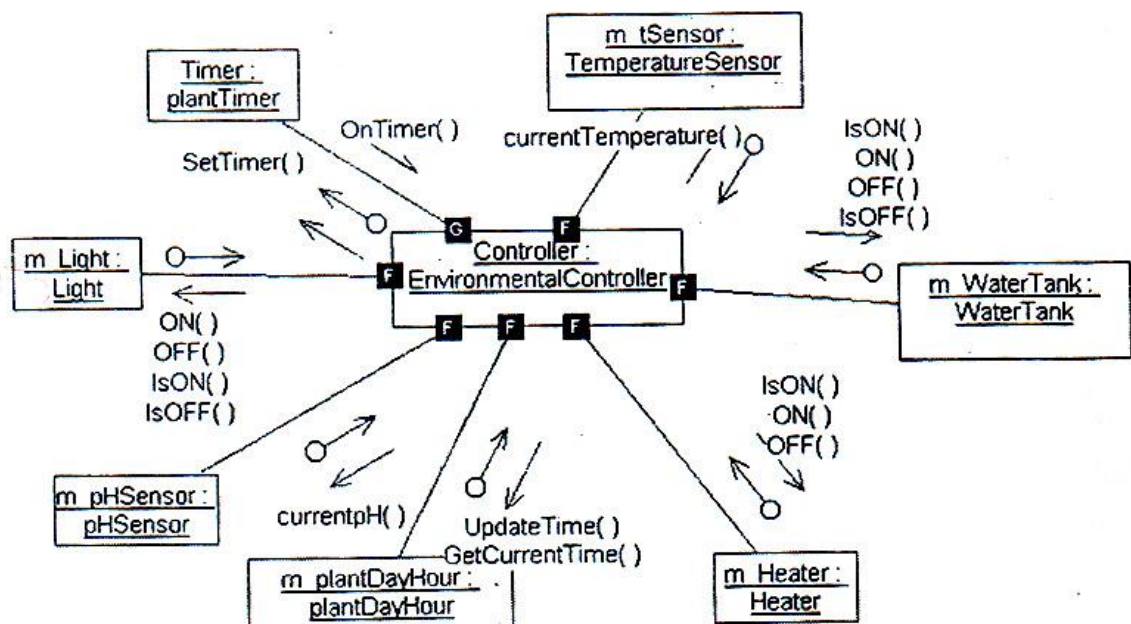 m_tSensor :
TemperatureSensor
Timer :
plantTimer
OnTimer( )
currentTemperature( )
IsON( )
ON( )
OFF( )
IsOFF( )
SetTimer( )
G
F
Controller :
EnvironmentalController
F
F
m_Light :
Light
m_WaterTank :
WaterTank
F
F
F
ON( )
OFF( )
IsON( )
IsOFF( )
IsON( )
ON( )
OFF( )
m_pHSensor :
pHSensor
currentpH( )
UpdateTime( )
GetCurrentTime( )
m_plantDayHour :
plantDayHour
m_Heater :
Heater